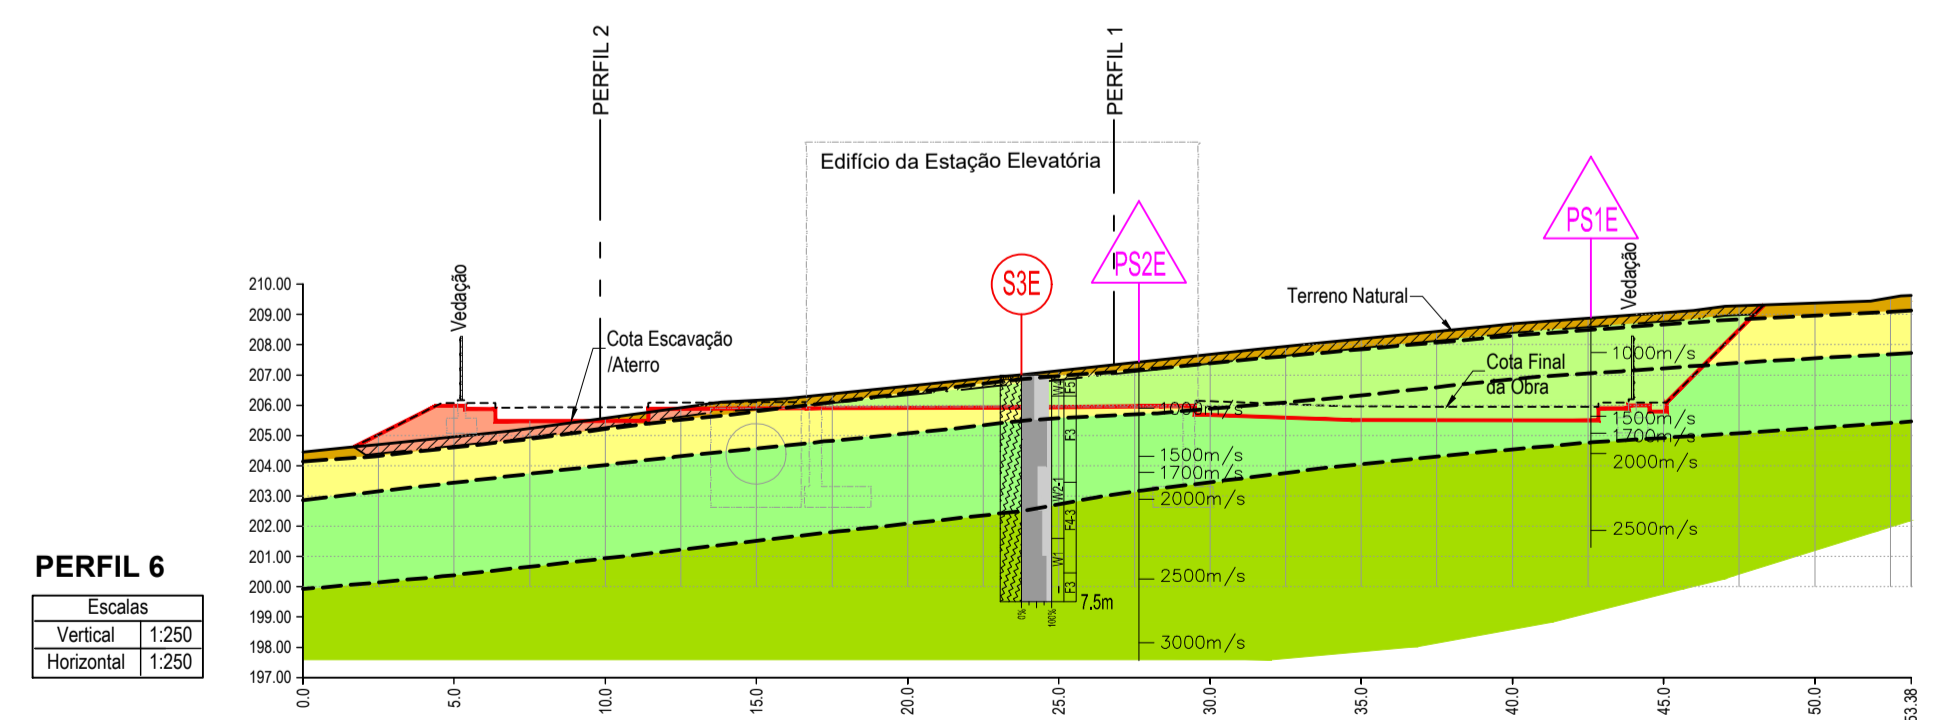 PERFIL 2
PERFIL 1
Edifício da Estação Elevatória
PS1E
PS2E
S3E
Vedação
Vedação
Terreno Natural
Cota Escavação
/Aterro
Cota Final
da Obra
210.00
209.00
208.00
207.00
206.00
205.00
204.00
203.00
202.00
201.00
200.00
199.00
198.00
197.00
1000m/s
1500m/s
1700m/s
2000m/s
2500m/s
3000m/s
1000m/s
1500m/s
1700m/s
2000m/s
2500m/s
W4
F5
F3
W2-1
F4-3
W1
F3
7.5m
0%
100%
PERFIL 6
Escalas
Vertical 1:250
Horizontal 1:250
0.0 5.0 10.0 15.0 20.0 25.0 30.0 35.0 40.0 45.0 50.0 53.38